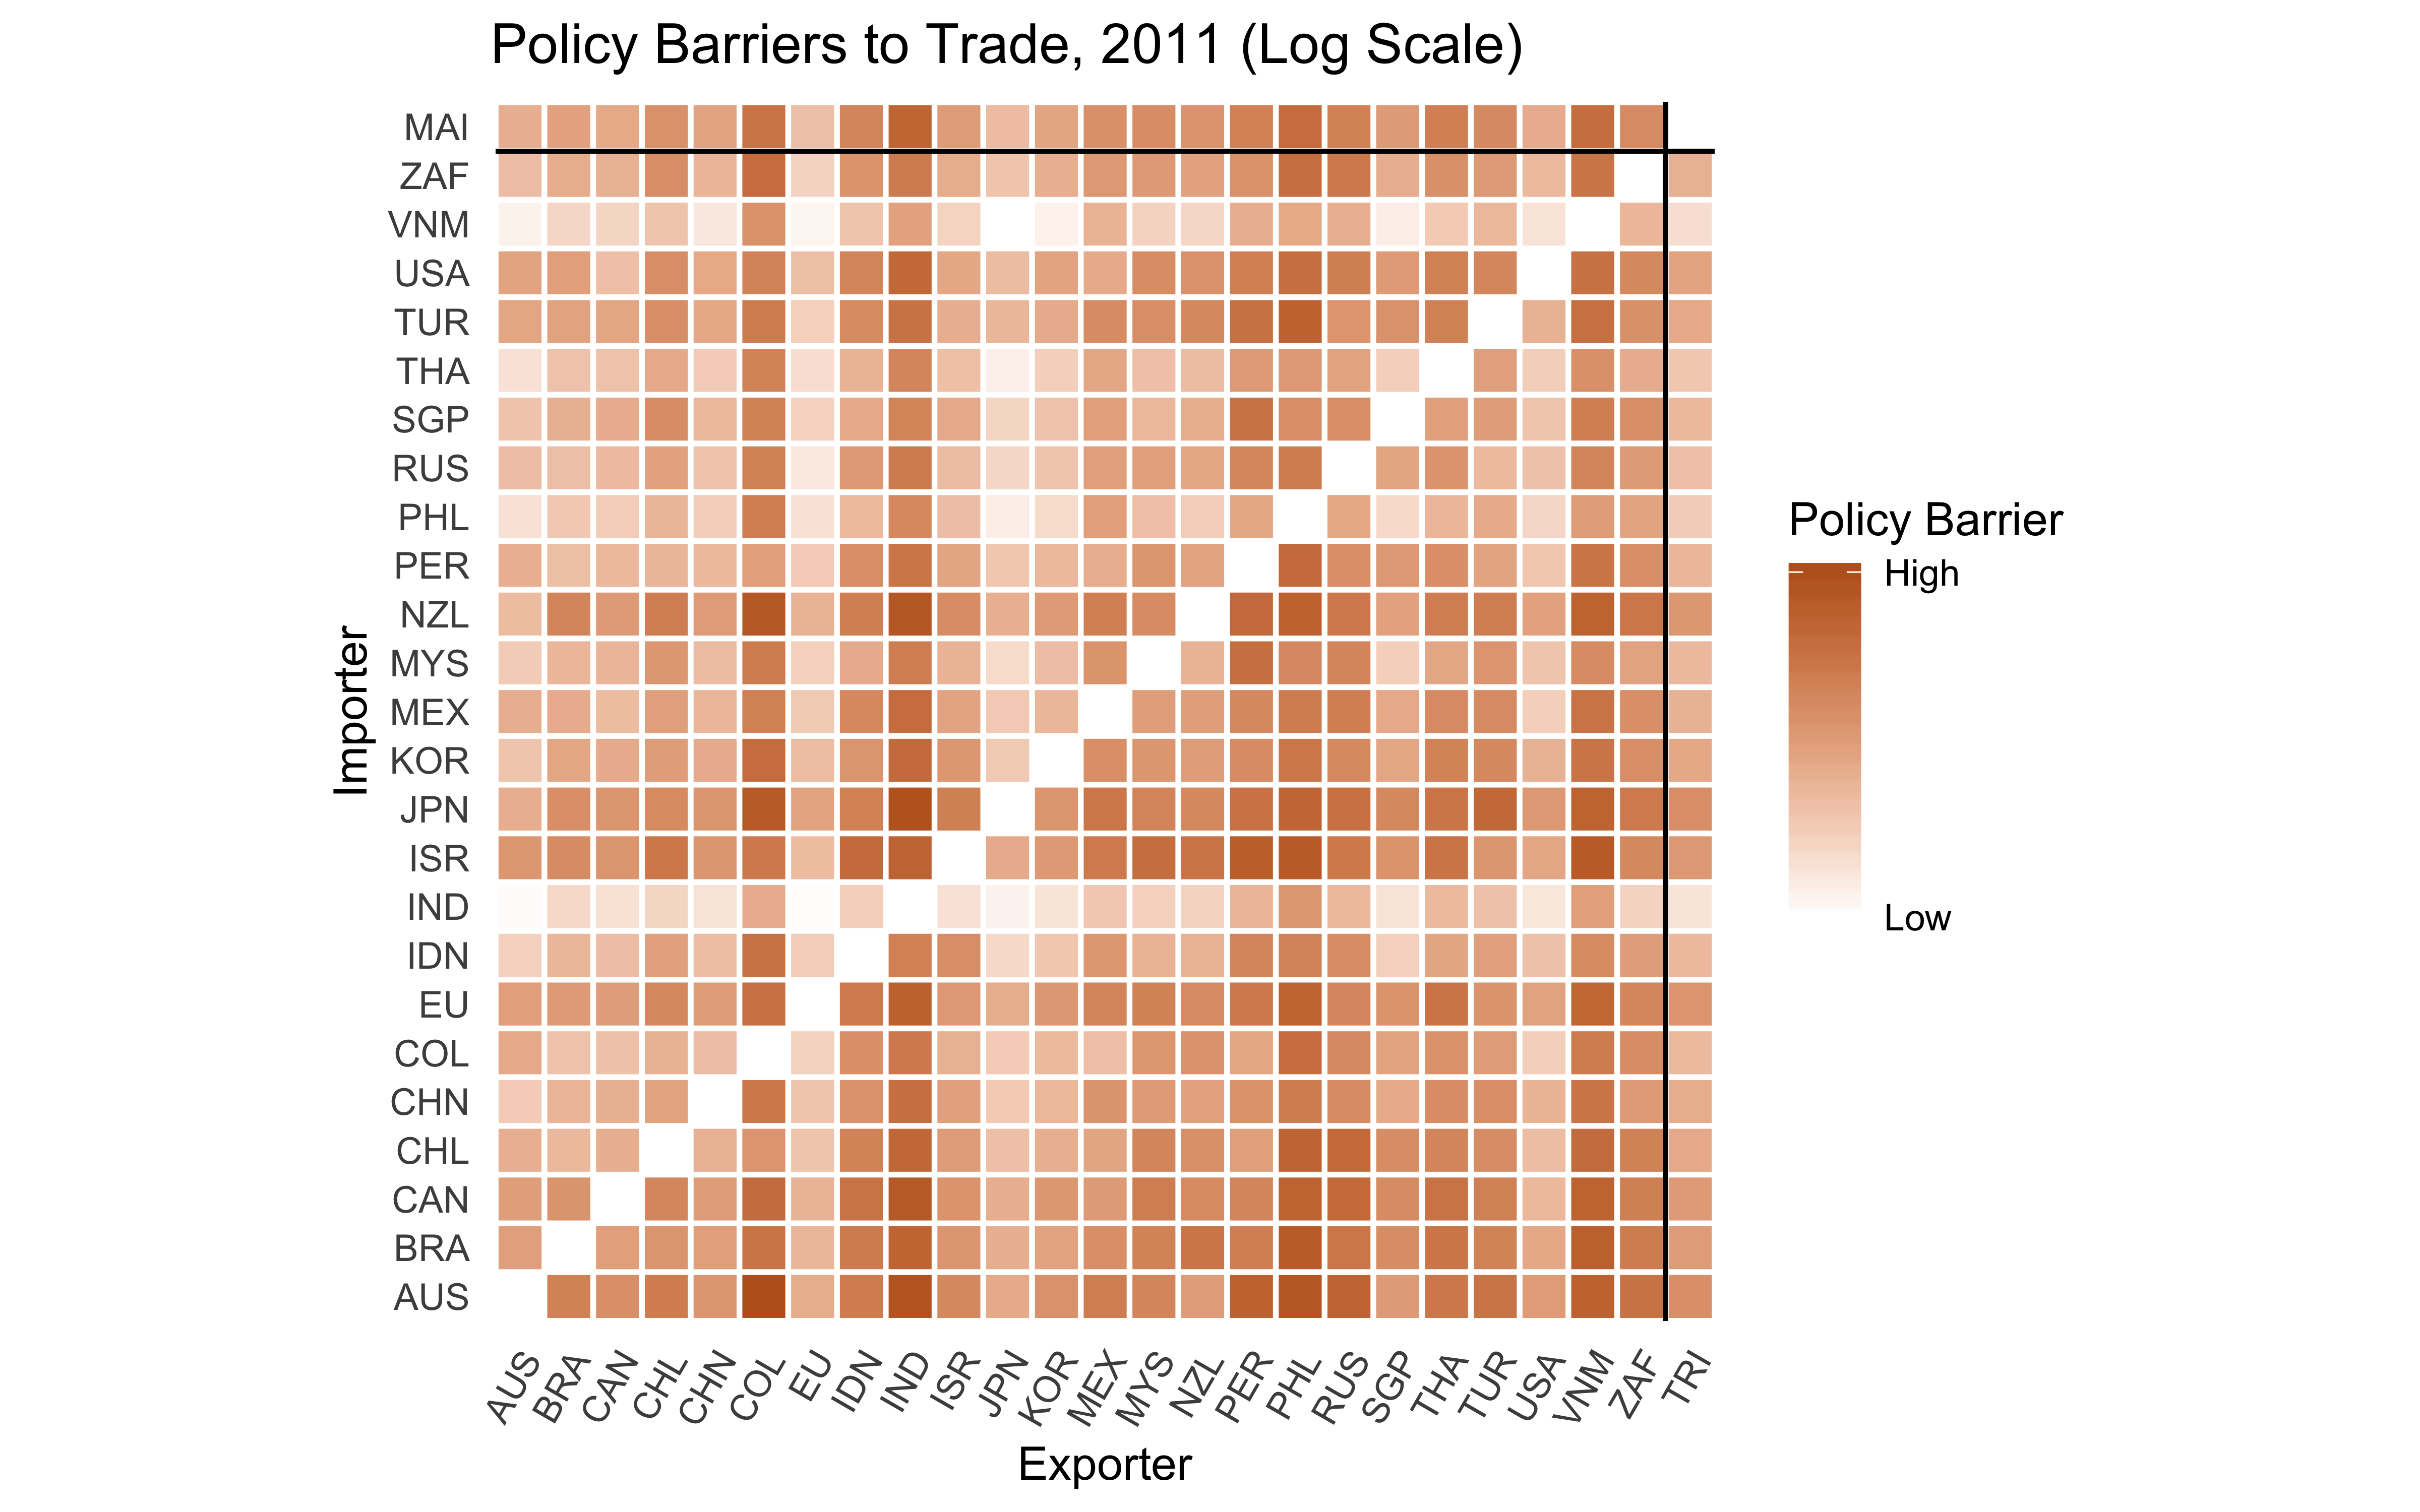 Policy Barriers to Trade, 2011 (Log Scale)
MAI
ZAF
VNM
USA
TUR
THA
SGP
RUS
PHL
PER
NZL
MYS
MEX
KOR
JPN
ISR
IND
IDN
EU
COL
CHN
CHL
CAN
BRA
AUS
Importer
AUS BRA CAN CHL CHN COL EU IDN IND ISR JPN KOR MEX MYS NZL PER PHL RUS SGP THA TUR USA VNM ZAF TRI
Exporter
Policy Barrier
High
Low